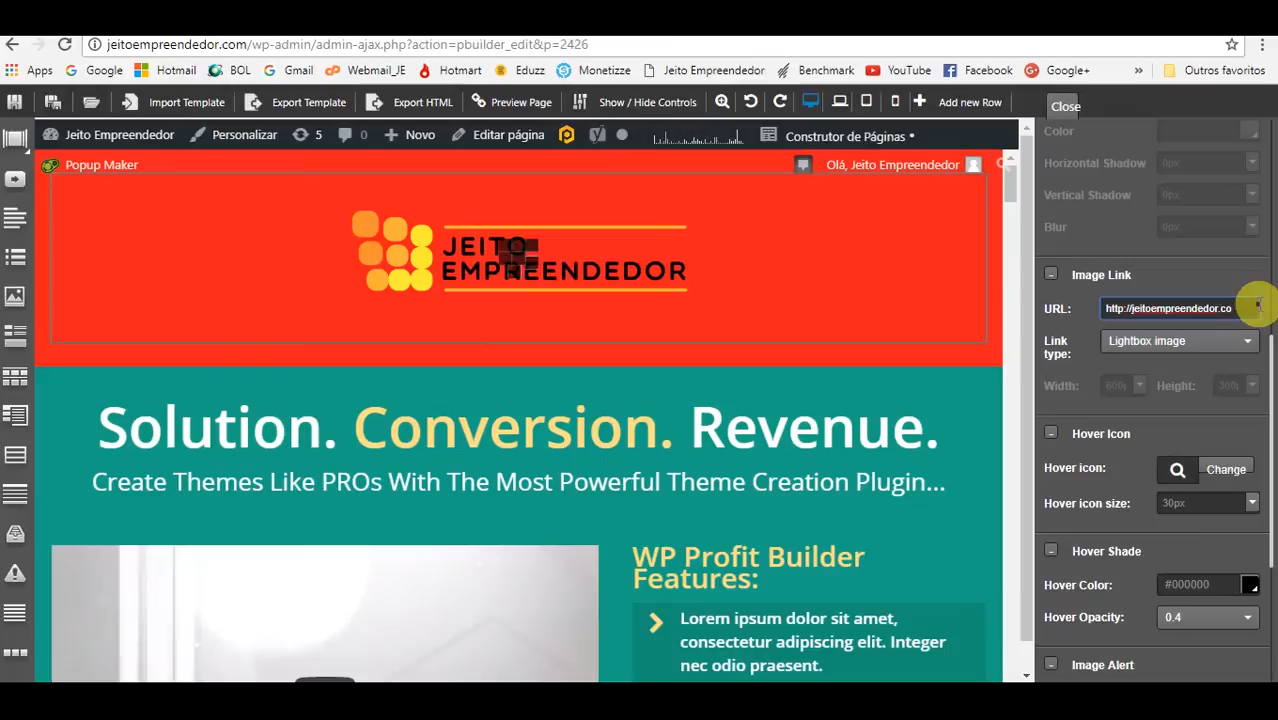 jeitoempreendedor.com/wp-admin/admin-ajax.php?action=pbuilder_edit&p=2426
Apps Google Hotmail BOL Gmail Webmail_JE Hotmart Eduzz Monetizze Jeito Empreendedor Benchmark YouTube Facebook Google+ » Outros favoritos
Import Template Export Template Export HTML Preview Page Show / Hide Controls Add new Row Close
Jeito Empreendedor Personalizar 5 0 Novo Editar página Construtor de Páginas
Popup Maker Olá, Jeito Empreendedor
JEITO
EMPREENDEDOR
Solution. Conversion. Revenue.
Create Themes Like PROs With The Most Powerful Theme Creation Plugin...
WP Profit Builder
Features:
Lorem ipsum dolor sit amet,
consectetur adipiscing elit. Integer
nec odio praesent.
Color
Horizontal Shadow 0px
Vertical Shadow 0px
Blur 0px
Image Link
URL: http://jeitoempreendedor.co
Link type: Lightbox image
Width: Height:
Hover Icon
Hover icon: Change
Hover icon size: 30px
Hover Shade
Hover Color: #000000
Hover Opacity: 0.4
Image Alert